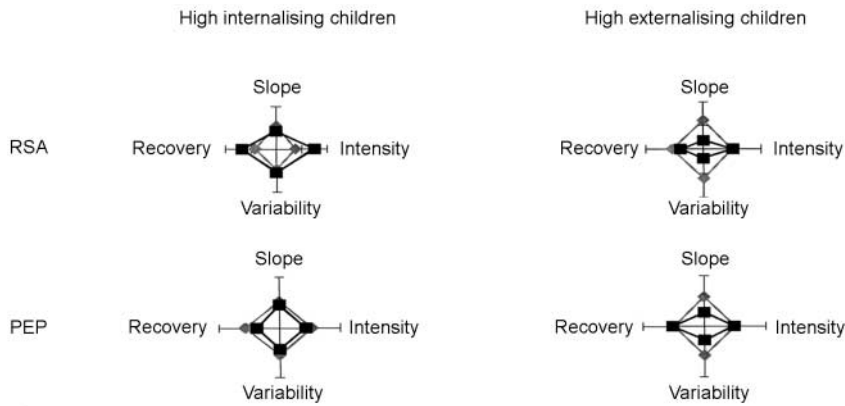 High internalising children
High externalising children
RSA
Slope
Recovery
Intensity
Variability
Slope
Recovery
Intensity
Variability
PEP
Slope
Recovery
Intensity
Variability
Slope
Recovery
Intensity
Variability